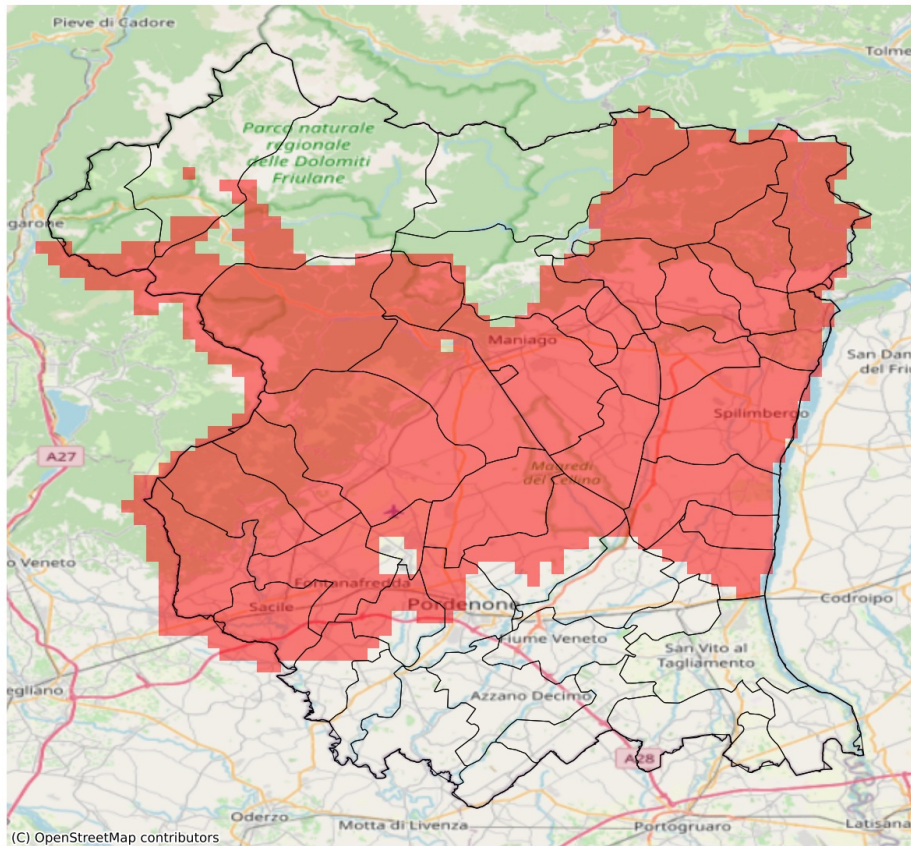 Pieve di Cadore
Tolme
Parco naturale
regionale
delle Dolomiti
Friulane
garone
Maniago
San Dan
del Friu
Spilimbergo
A27
Magredi
del Cellina
o Veneto
Fontanafredda
Sacile
Pordenone
Codroipo
Fiume Veneto
San Vito al
Tagliamento
egliano
Azzano Decimo
A28
Oderzo
Motta di Livenza
Portogruaro
Latisana
(C) OpenStreetMap contributors